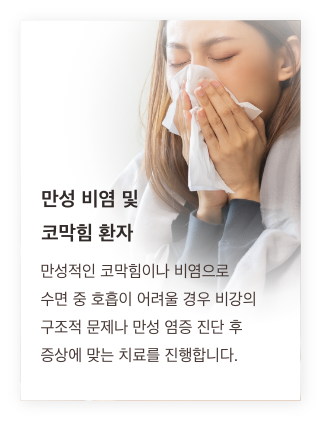 만성 비염 및
코막힘 환자
만성적인 코막힘이나 비염으로
수면 중 호흡이 어려울 경우 비강의
구조적 문제나 만성 염증 진단 후
증상에 맞는 치료를 진행합니다.